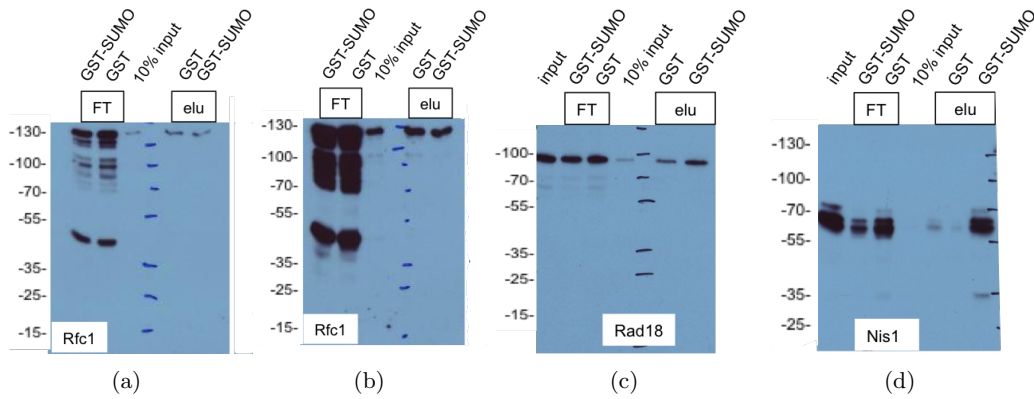 GST-SUMO
GST
10% input
GST
GST-SUMO
FT
elu
-130-
-100-
-70-
-55-
-35-
-25-
-15-
Rfc1
(a)
GST-SUMO
GST
10% input
GST
GST-SUMO
FT
elu
-130-
-100-
-70-
-55-
-35-
-25-
-15-
Rfc1
(b)
input
GST-SUMO
GST
10% input
GST
GST-SUMO
FT
elu
-100-
-70-
-55-
-35-
-25-
-15-
Rad18
(c)
input
GST-SUMO
GST
10% input
GST
GST-SUMO
FT
elu
-130-
-100-
-70-
-55-
-35-
-25-
Nis1
(d)